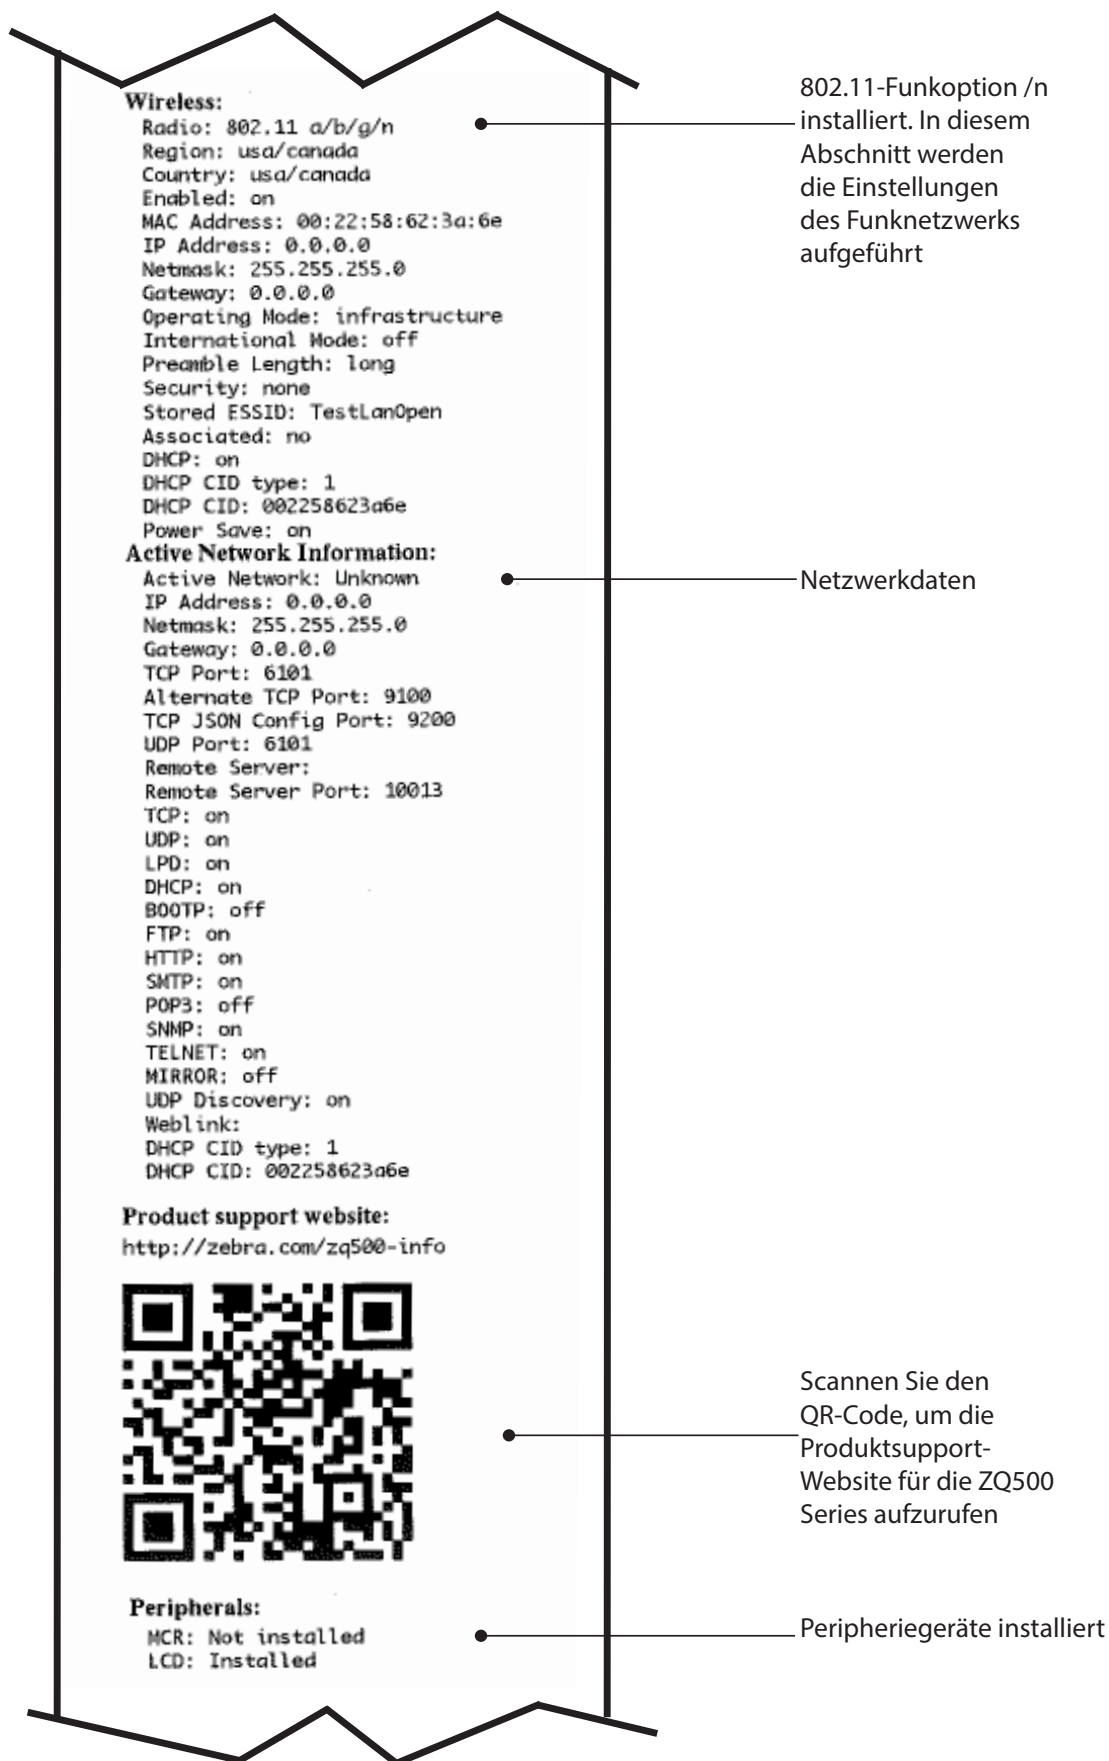 Wireless:
Radio: 802.11 a/b/g/n
Region: usa/canada
Country: usa/canada
Enabled: on
MAC Address: 00:22:58:62:3a:6e
IP Address: 0.0.0.0
Netmask: 255.255.255.0
Gateway: 0.0.0.0
Operating Mode: infrastructure
International Mode: off
Preamble Length: long
Security: none
Stored ESSID: TestLanOpen
Associated: no
DHCP: on
DHCP CID type: 1
DHCP CID: 002258623a6e
Power Save: on
802.11-Funkoption /n
installiert. In diesem
Abschnitt werden
die Einstellungen
des Funknetzwerks
aufgeführt
Active Network Information:
Active Network: Unknown
IP Address: 0.0.0.0
Netmask: 255.255.255.0
Gateway: 0.0.0.0
TCP Port: 6101
Alternate TCP Port: 9100
TCP JSON Config Port: 9200
UDP Port: 6101
Remote Server:
Remote Server Port: 10013
TCP: on
UDP: on
LPD: on
DHCP: on
BOOTP: off
FTP: on
HTTP: on
SMTP: on
POP3: off
SNMP: on
TELNET: on
MIRROR: off
UDP Discovery: on
Weblink:
DHCP CID type: 1
DHCP CID: 002258623a6e
Netzwerkdaten
Product support website:
http://zebra.com/zq500-info
Scannen Sie den
QR-Code, um die
Produktsupport-
Website für die ZQ500
Series aufzurufen
Peripherals:
MCR: Not installed
LCD: Installed
Peripheriegeräte installiert